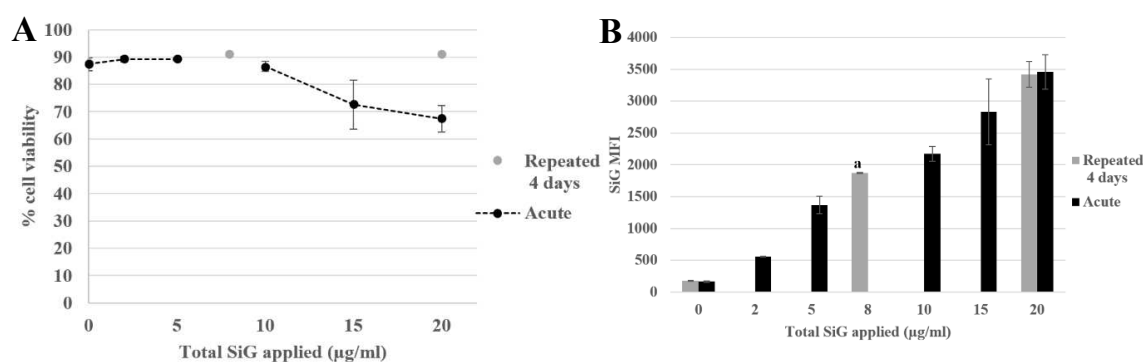 A
% cell viability
100
90
80
70
60
50
40
30
20
10
0
0 5 10 15 20
Total SiG applied (µg/ml)
Repeated
4 days
Acute
B
SiG MFI
4000
3500
3000
2500
2000
1500
1000
500
0
a
0 2 5 8 10 15 20
Total SiG applied (µg/ml)
Repeated
4 days
Acute